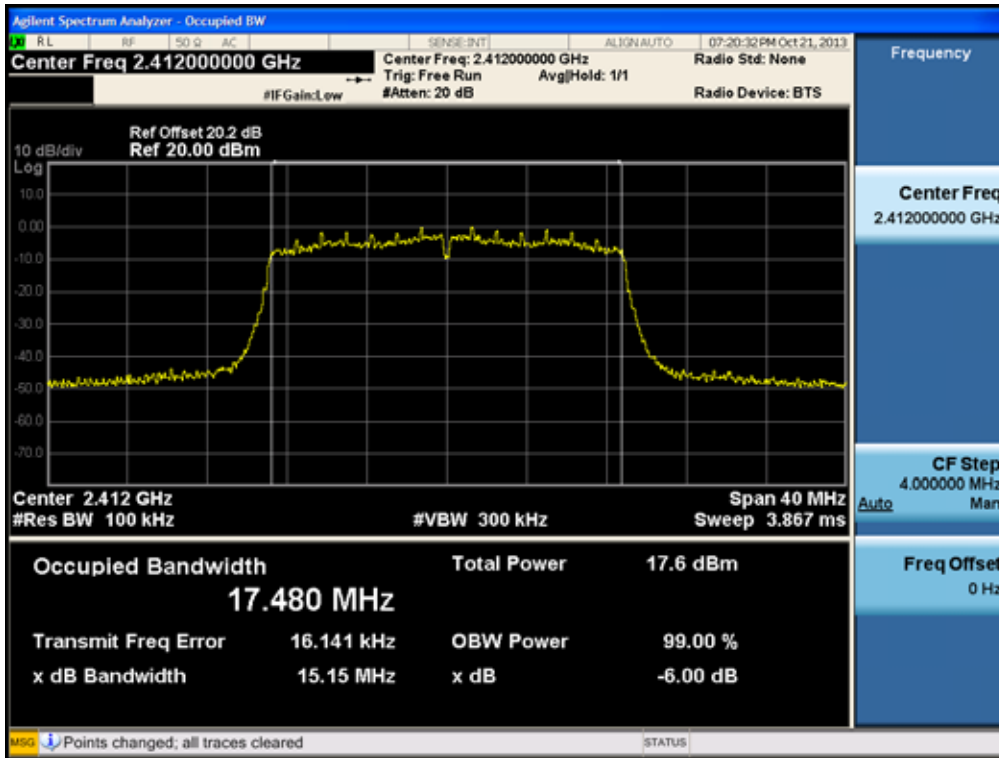 Agilent Spectrum Analyzer - Occupied BW
LXI RL RF 50 Ω AC SENSE:INT ALIGN AUTO 07:20:32 PM Oct 21, 2013
Center Freq 2.412000000 GHz
Center Freq: 2.412000000 GHz
Radio Std: None
Trig: Free Run Avg|Hold: 1/1
#IFGain:Low
#Atten: 20 dB
Radio Device: BTS
Ref Offset 20.2 dB
10 dB/div Ref 20.00 dBm
Log
10.0
0.00
-10.0
-20.0
-30.0
-40.0
-50.0
-60.0
-70.0
Center 2.412 GHz
Span 40 MHz
#Res BW 100 kHz
#VBW 300 kHz
Sweep 3.867 ms
Occupied Bandwidth
17.480 MHz
Total Power 17.6 dBm
Transmit Freq Error 16.141 kHz
OBW Power 99.00 %
x dB Bandwidth 15.15 MHz
x dB -6.00 dB
MSG Points changed; all traces cleared
STATUS
Frequency
Center Freq
2.412000000 GHz
CF Step
4.000000 MHz
Auto Man
Freq Offset
0 Hz